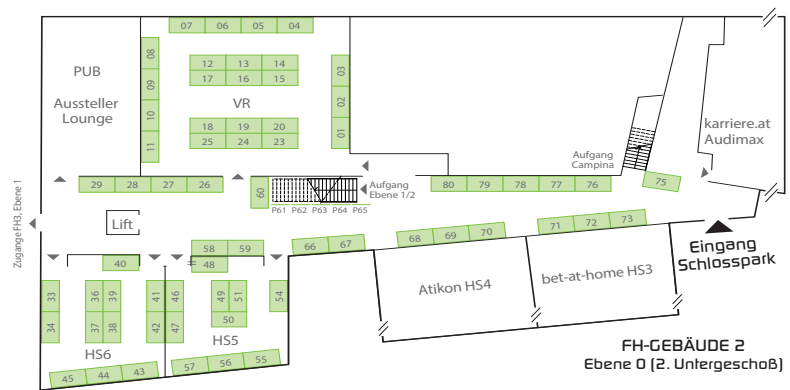 07 06 05 04
08
09
10
11
PUB
Aussteller
Lounge
12 13 14
17 16 15
VR
18 19 20
25 24 23
03
02
01
karriere.at
Audimax
Aufgang
Campina
29 28 27 26
60
Aufgang
Ebene 1/2
P61 P62 P63 P64 P65
80 79 78 77 76
75
Zugange FH3, Ebene 1
Lift
58 59
48
66 67
68 69 70
71 72 73
Eingang
Schlosspark
40
33
34
36 39
37 38
41
42
46
47
49 51
50
54
Atikon HS4
bet-at-home HS3
HS6
HS5
45 44 43
57 56 55
FH-GEBÄUDE 2
Ebene 0 (2. Untergeschoß)